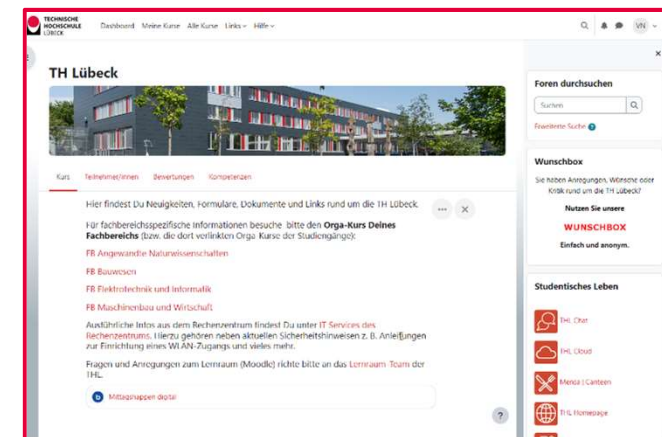 TECHNISCHE
HOCHSCHULE
LÜBECK
Dashboard Meine Kurse Alle Kurse Links Hilfe
VN
TH Lübeck
Kurs Teilnehmer/innen Bewertungen Kompetenzen
Hier findest Du Neuigkeiten, Formulare, Dokumente und Links rund um die TH Lübeck.
Für fachbereichsspezifische Informationen besuche bitte den Orga-Kurs Deines
Fachbereichs (bzw. die dort verlinkten Orga-Kurse der Studiengänge):
FB Angewandte Naturwissenschaften
FB Bauwesen
FB Elektrotechnik und Informatik
FB Maschinenbau und Wirtschaft
Ausführliche Infos aus dem Rechenzentrum findest Du unter IT Services des
Rechenzentrums. Hierzu gehören neben aktuellen Sicherheitshinweisen z. B. Anleitungen
zur Einrichtung eines WLAN-Zugangs und vieles mehr.
Fragen und Anregungen zum Lernraum (Moodle) richte bitte an das Lernraum-Team der
THL.
Mittagshappen digital
?
Foren durchsuchen
Suchen
Erweiterte Suche
Wunschbox
Sie haben Anregungen, Wünsche oder
Kritik rund um die TH Lübeck?
Nutzen Sie unsere
WUNSCHBOX
Einfach und anonym.
Studentisches Leben
THL Chat
THL Cloud
Mensa | Canteen
THL Homepage